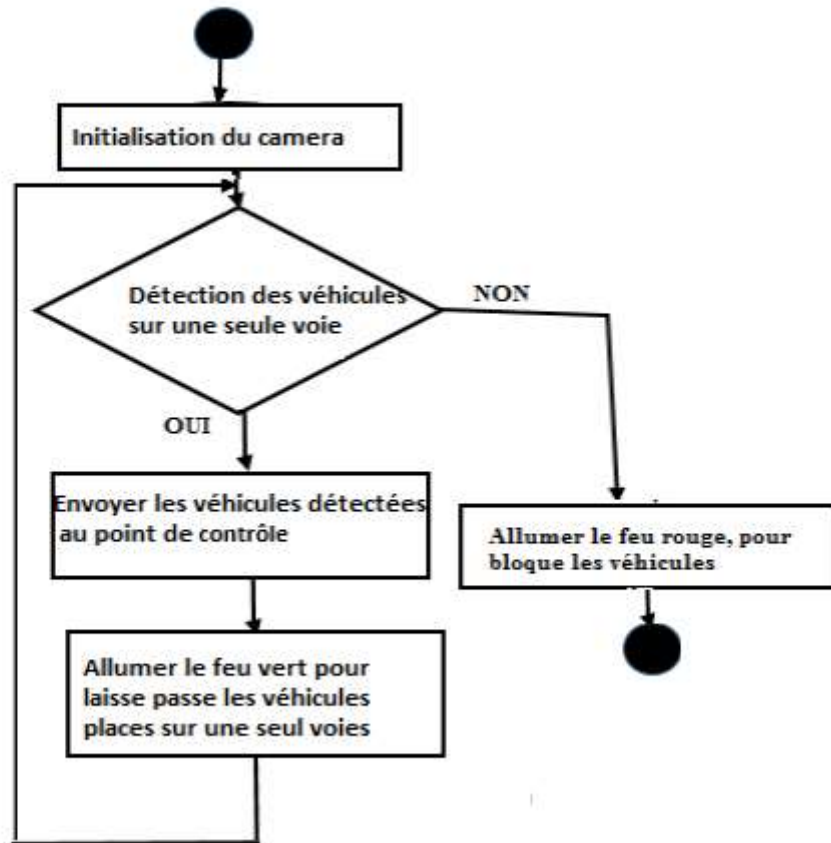 Initialisation du camera
Détection des véhicules
sur une seule voie
NON
OUI
Envoyer les véhicules détectées
au point de contrôle
Allumer le feu rouge, pour
bloque les véhicules
Allumer le feu vert pour
laisse passe les véhicules
places sur une seul voies